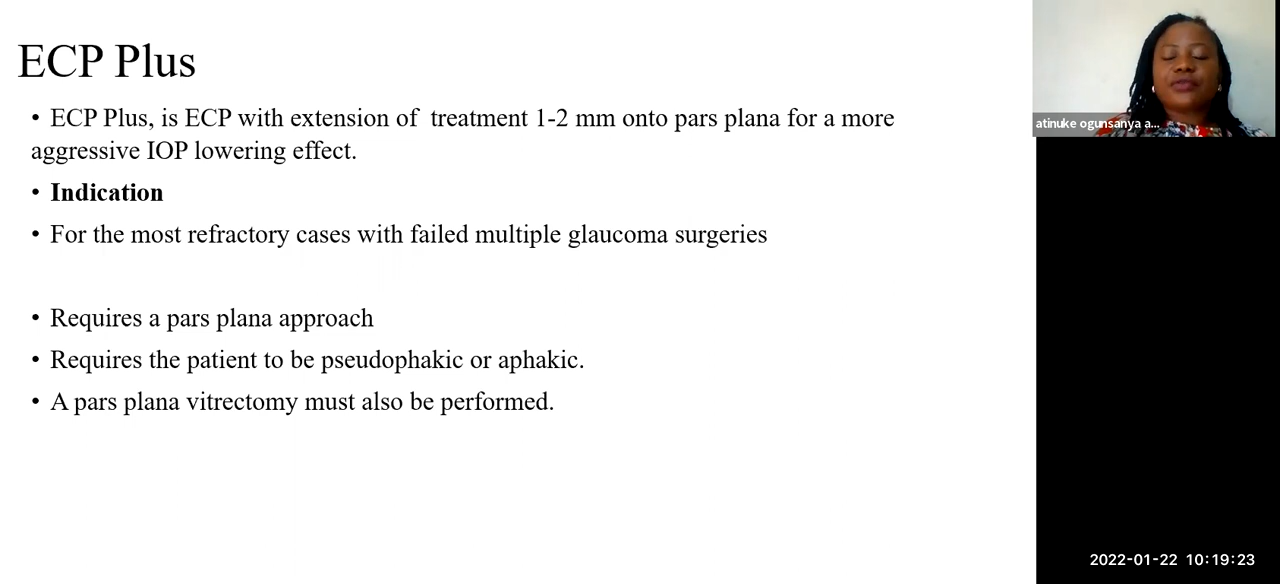 ECP Plus
• ECP Plus, is ECP with extension of  treatment 1-2 mm onto pars plana for a more
aggressive IOP lowering effect.
• Indication
• For the most refractory cases with failed multiple glaucoma surgeries
• Requires a pars plana approach
• Requires the patient to be pseudophakic or aphakic.
• A pars plana vitrectomy must also be performed.
atinuke ogunsanya a...
2022-01-22 10:19:23